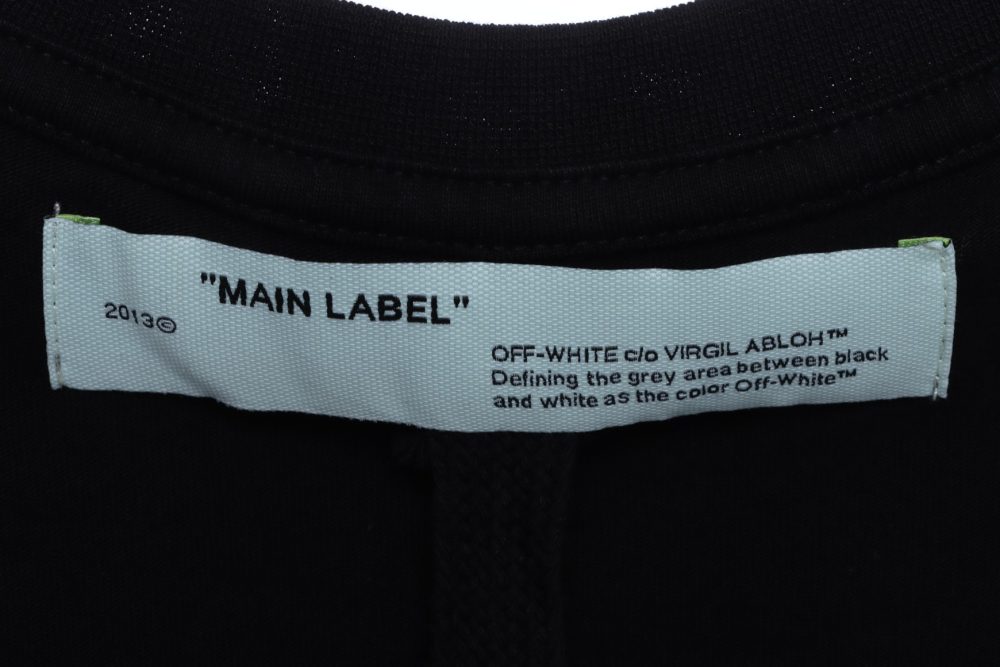 "MAIN LABEL"
2013©
OFF-WHITE c/o VIRGIL ABLOH™
Defining the grey area between black
and white as the color Off-White™